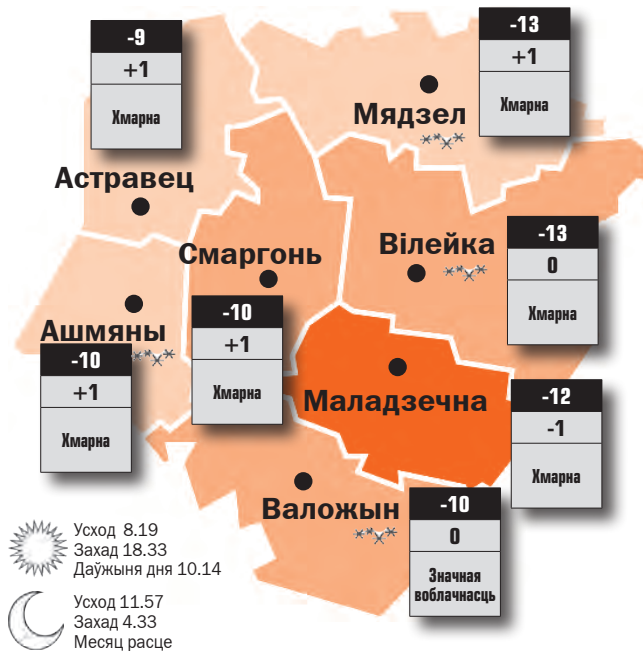 -9
+1
Хмарна
-13
+1
Хмарна
Мядзел
Астравец
Смаргонь
Вілейка
-13
0
Хмарна
Ашмяны
-10
+1
Хмарна
-10
+1
Хмарна
Маладзечна
-12
-1
Хмарна
Валожын
-10
0
Значная
воблачнасць
Усход 8.19
Захад 18.33
Даўжыня дня 10.14
Усход 11.57
Захад 4.33
Месяц расце